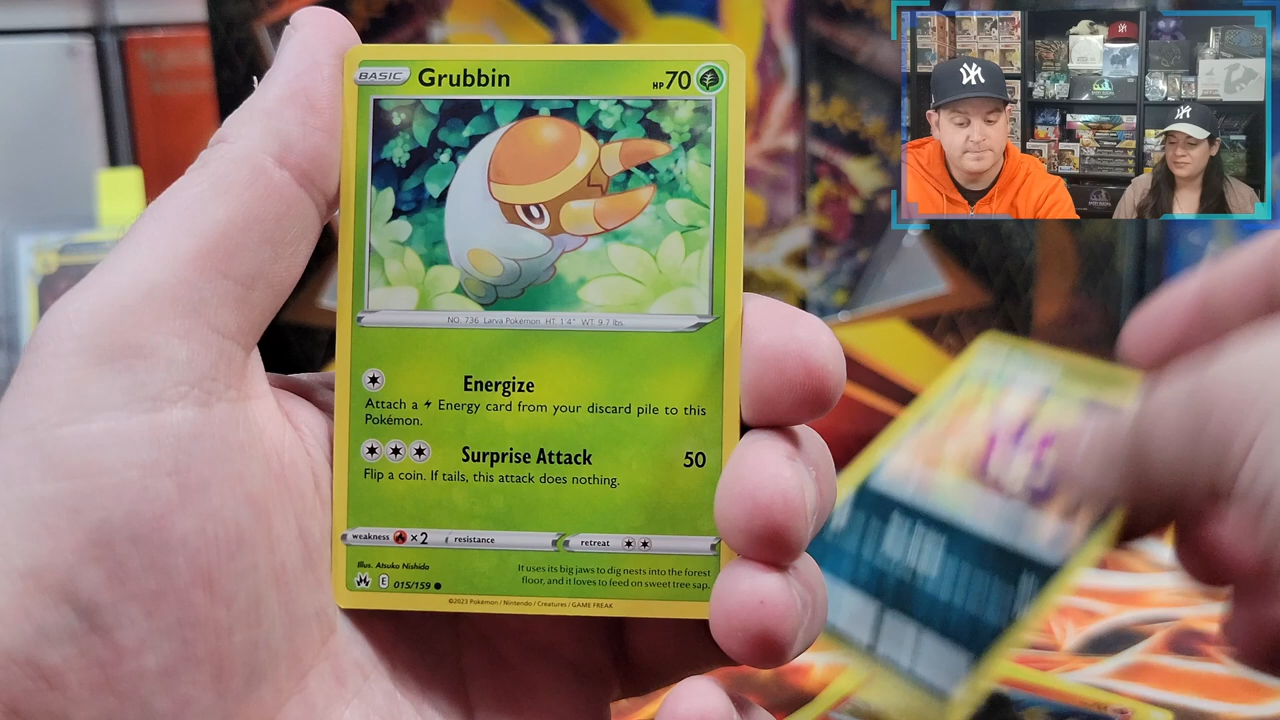 BASIC Grubbin HP 70
NO. 736 Larva Pokémon HT: 1'4" WT: 9.7 lbs.
Energize
Attach a Energy card from your discard pile to this
Pokémon.
Surprise Attack 50
Flip a coin. If tails, this attack does nothing.
weakness ×2 resistance retreat
Illus. Atsuko Nishida
It uses its big jaws to dig nests into the forest
floor, and it loves to feed on sweet tree sap.
E 015/159
©2023 Pokémon / Nintendo / Creatures / GAME FREAK
NY
NY